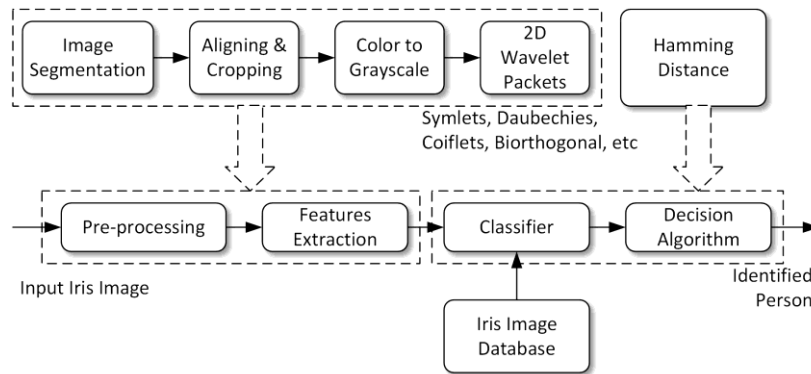 Image
Segmentation
Aligning &
Cropping
Color to
Grayscale
2D
Wavelet
Packets
Hamming
Distance
Symlets, Daubechies,
Coiflets, Biorthogonal, etc
Pre-processing
Features
Extraction
Classifier
Decision
Algorithm
Input Iris Image
Identified
Person
Iris Image
Database